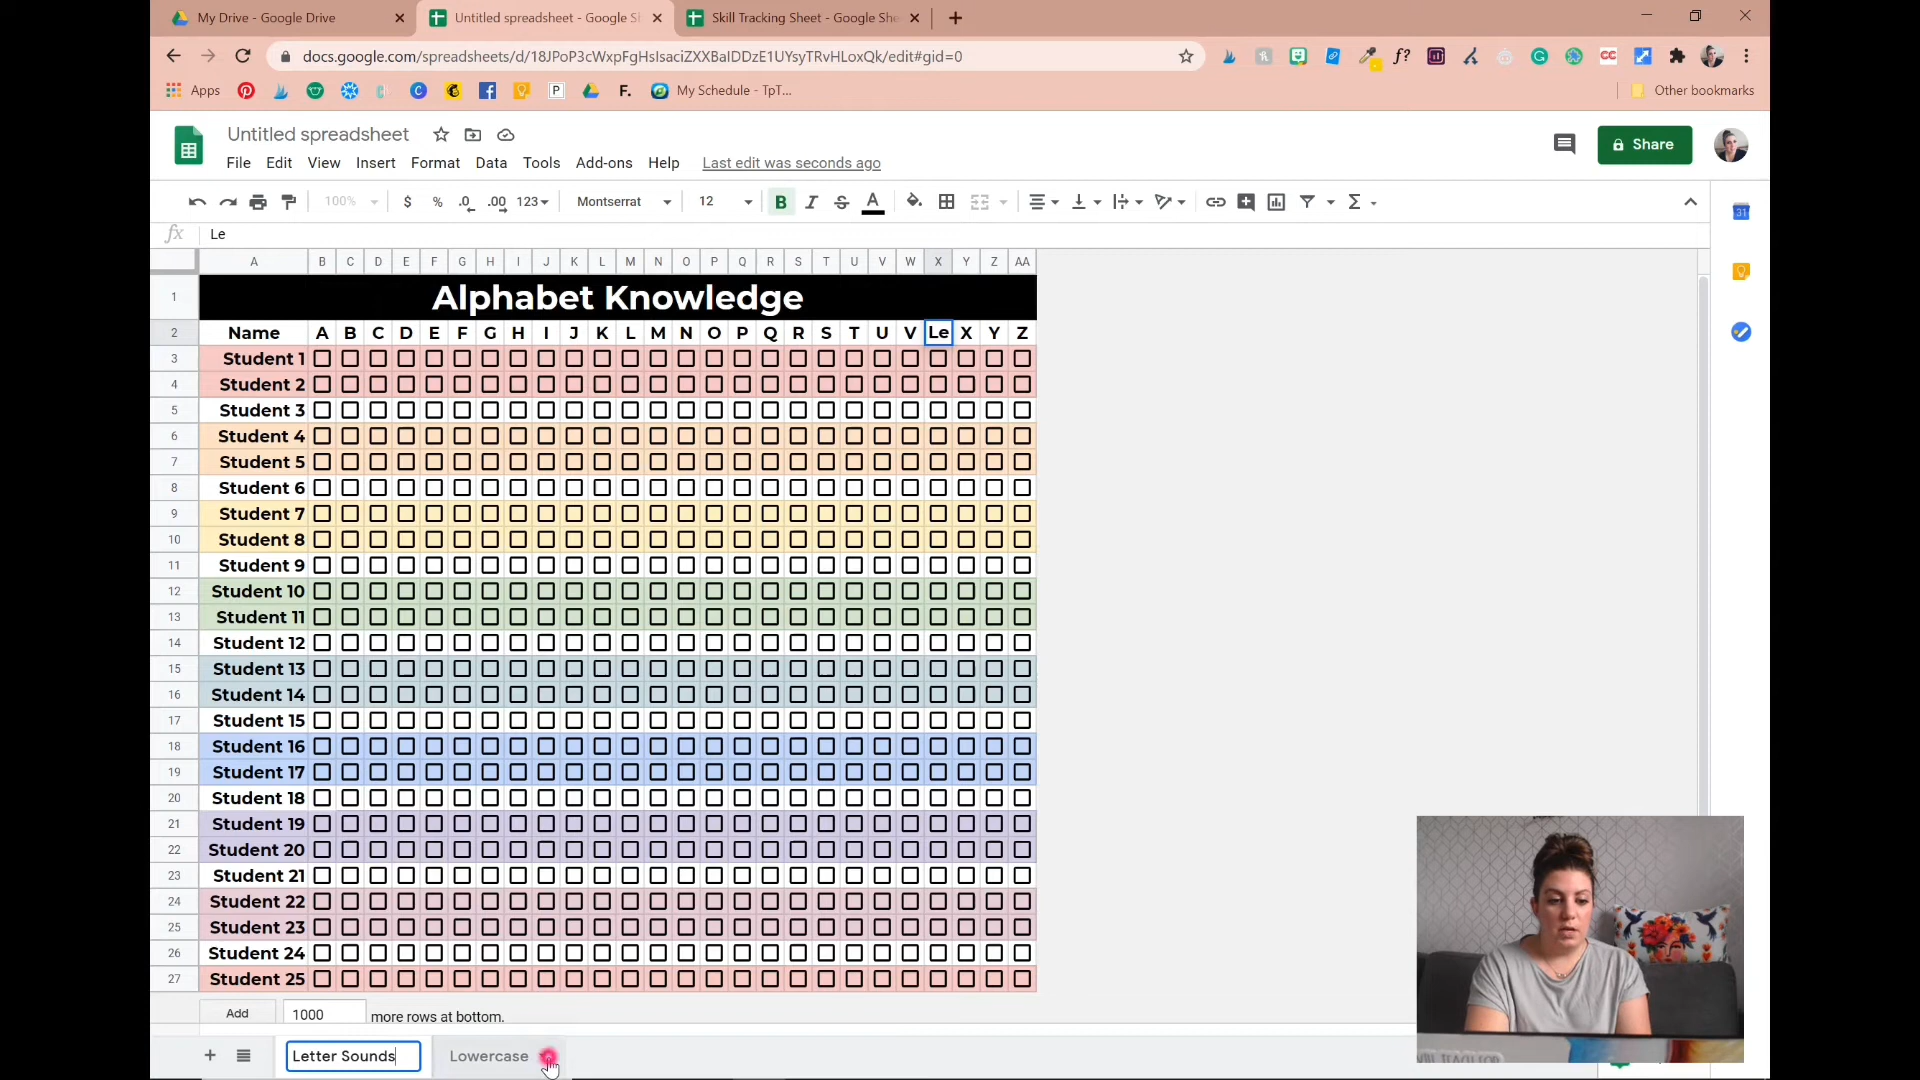 My Drive - Google Drive
Untitled spreadsheet - Google S
Skill Tracking Sheet - Google She
docs.google.com/spreadsheets/d/18JPoP3cWxpFgHsIsaciZXXBaIDDzE1UYsyTRvHLoxQk/edit#gid=0
Apps
F.
My Schedule - TpT...
Other bookmarks
Untitled spreadsheet
File Edit View Insert Format Data Tools Add-ons Help Last edit was seconds ago
Share
100% $ % .0 .00 123 Montserrat 12 B I S A
31
fx Le
A B C D E F G H I J K L M N O P Q R S T U V W X Y Z AA
1 Alphabet Knowledge
2 Name A B C D E F G H I J K L M N O P Q R S T U V Le X Y Z
3 Student 1
4 Student 2
5 Student 3
6 Student 4
7 Student 5
8 Student 6
9 Student 7
10 Student 8
11 Student 9
12 Student 10
13 Student 11
14 Student 12
15 Student 13
16 Student 14
17 Student 15
18 Student 16
19 Student 17
20 Student 18
21 Student 19
22 Student 20
23 Student 21
24 Student 22
25 Student 23
26 Student 24
27 Student 25
Add 1000 more rows at bottom.
Letter Sounds
Lowercase
WILL TEACH FOR